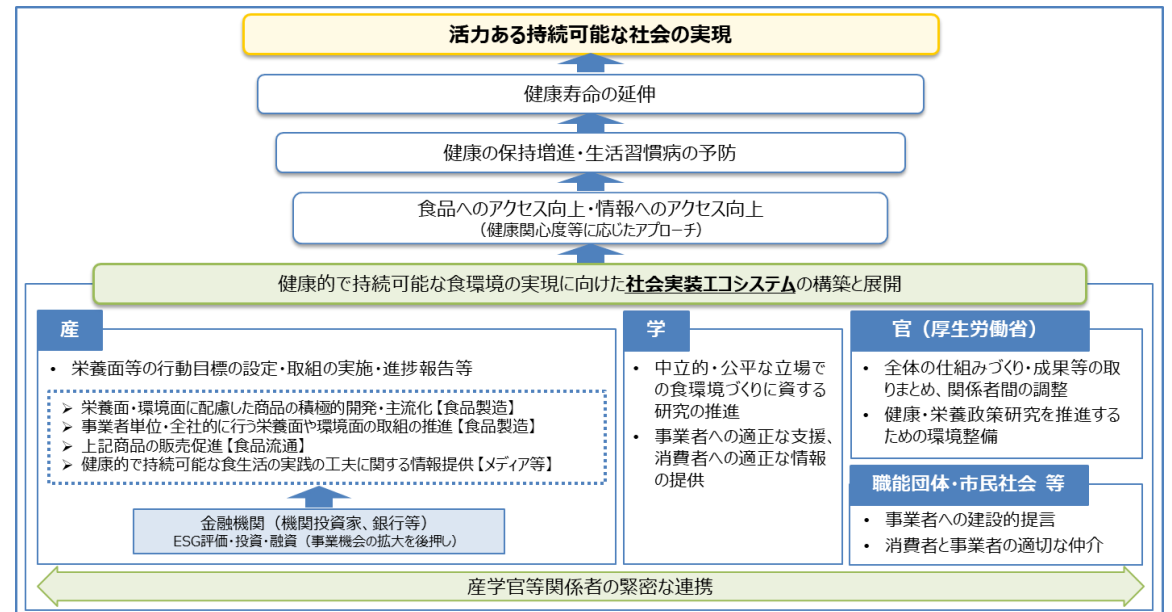 活力ある持続可能な社会の実現
健康寿命の延伸
健康の保持増進・生活習慣病の予防
食品へのアクセス向上・情報へのアクセス向上
（健康関心度等に応じたアプローチ）
健康的で持続可能な食環境の実現に向けた社会実装エコシステムの構築と展開
産
• 栄養面等の行動目標の設定・取組の実施・進捗報告等
➢ 栄養面・環境面に配慮した商品の積極的開発・主流化【食品製造】
➢ 事業者単位・全社的に行う栄養面や環境面の取組の推進【食品製造】
➢ 上記商品の販売促進【食品流通】
➢ 健康的で持続可能な食生活の実践の工夫に関する情報提供【メディア等】
金融機関（機関投資家、銀行等）
ESG評価・投資・融資（事業機会の拡大を後押し）
学
• 中立的・公平な立場で
の食環境づくりに資する
研究の推進
• 事業者への適正な支援、
消費者への適正な情報
の提供
官（厚生労働省）
• 全体の仕組みづくり・成果等の取
りまとめ、関係者間の調整
• 健康・栄養政策研究を推進する
ための環境整備
職能団体・市民社会 等
• 事業者への建設的提言
• 消費者と事業者の適切な仲介
産学官等関係者の緊密な連携